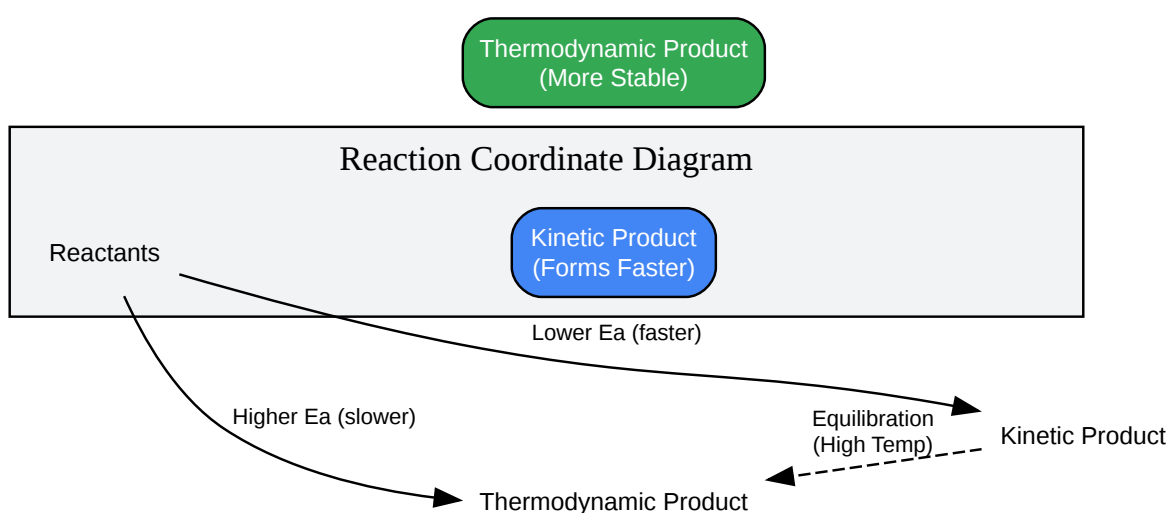 Thermodynamic Product
(More Stable)
Reaction Coordinate Diagram
Kinetic Product
(Forms Faster)
Reactants
Lower Ea (faster)
Higher Ea (slower)
Equilibration
(High Temp)
Kinetic Product
Thermodynamic Product